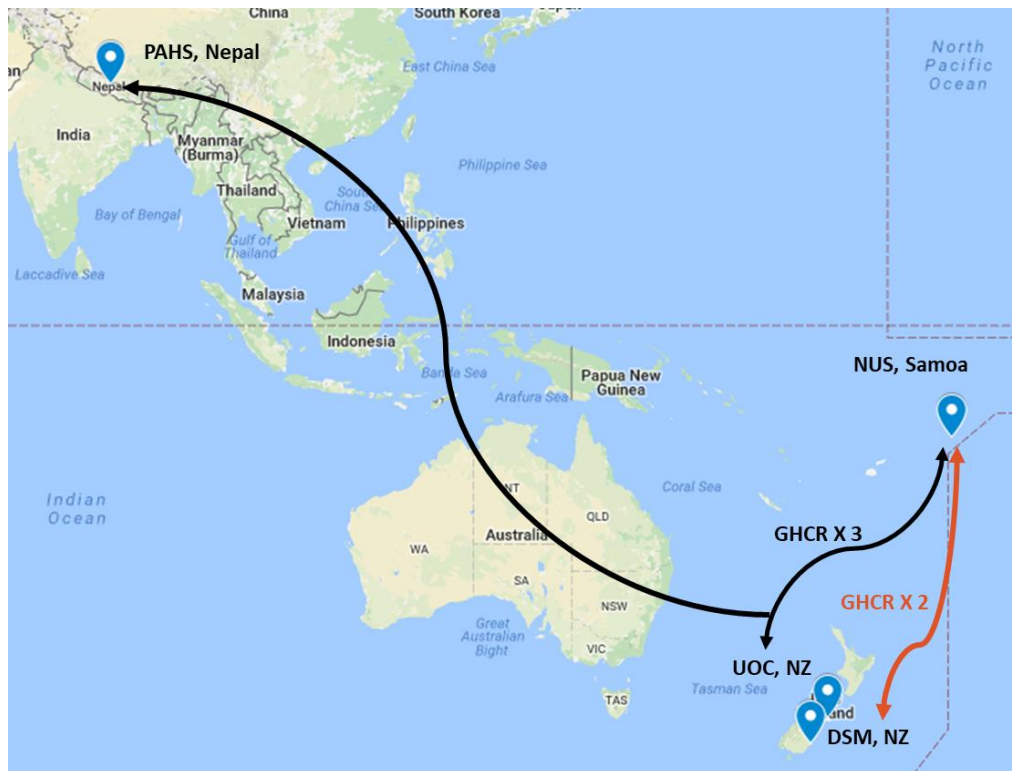 China
South Korea
PAHS, Nepal
North
Pacific
Ocean
East China Sea
Nepal
India
Myanmar
(Burma)
Philippine Sea
Thailand
South
China Sea
Bay of Bengal
Vietnam
Philippines
Gulf of
Thailand
Laccadive Sea
Malaysia
Indonesia
NUS, Samoa
Banda Sea
Papua New
Guinea
Arafura Sea
Indian
Ocean
Coral Sea
NT
QLD
GHCR X 3
Australia
WA
SA
GHCR X 2
NSW
Great
Australian
Bight
VIC
UOC, NZ
Tasman Sea
TAS
DSM, NZ